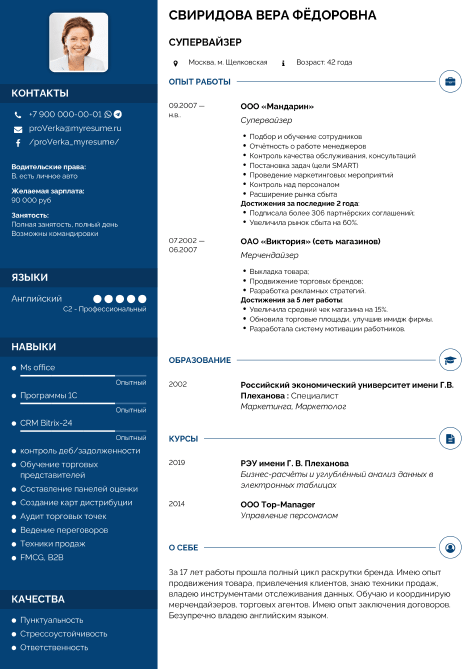 СВИРИДОВА ВЕРА ФЁДОРОВНА
СУПЕРВАЙЗЕР
Москва, м. Щелковская
Возраст: 42 года
КОНТАКТЫ
+7 900 000-00-01
proVerka@myresume.ru
/proVerka_myresume/
Водительские права:
B, есть личное авто
Желаемая зарплата:
90 000 руб
Занятость:
Полная занятость, полный день
Возможны командировки
ЯЗЫКИ
Английский
C2 - Профессиональный
НАВЫКИ
Ms office
Опытный
Программы 1С
Опытный
CRM Bitrix-24
Опытный
контроль деб/задолженности
Обучение торговых
представителей
Составление панелей оценки
Создание карт дистрибуции
Аудит торговых точек
Ведение переговоров
Техники продаж
FMCG, B2B
КАЧЕСТВА
Пунктуальность
Стрессоустойчивость
Ответственность
ОПЫТ РАБОТЫ
09.2007 —
н.в.
ООО «Мандарин»
Супервайзер
Подбор и обучение сотрудников
Отчётность о работе менеджеров
Контроль качества обслуживания, консультаций
Постановка задач (цели SMART)
Проведение маркетинговых мероприятий
Контроль над персоналом
Расширение рынка сбыта
Достижения за последние 2 года:
Подписала более 306 партнёрских соглашений;
Увеличила рынок сбыта на 60%.
07.2002 —
06.2007
ОАО «Виктория» (сеть магазинов)
Мерчендайзер
Выкладка товара;
Продвижение торговых брендов;
Разработка рекламных стратегий.
Достижения за 5 лет работы:
Увеличила средний чек магазина на 15%.
Обновила торговые площади, улучшив имидж фирмы.
Разработала систему мотивации работников.
ОБРАЗОВАНИЕ
2002
Российский экономический университет имени Г.В.
Плеханова : Специалист
Маркетинга, Маркетолог
КУРСЫ
2019
РЭУ имени Г. В. Плеханова
Бизнес-расчёты и углублённый анализ данных в
электронных таблицах
2014
ООО Top-Manager
Управление персоналом
О СЕБЕ
За 17 лет работы прошла полный цикл раскрутки бренда. Имею опыт
продвижения товара, привлечения клиентов, знаю техники продаж,
владею инструментами отслеживания данных. Обучаю и координирую
мерчендайзеров, торговых агентов. Имею опыт заключения договоров.
Безупречно владею английским языком.